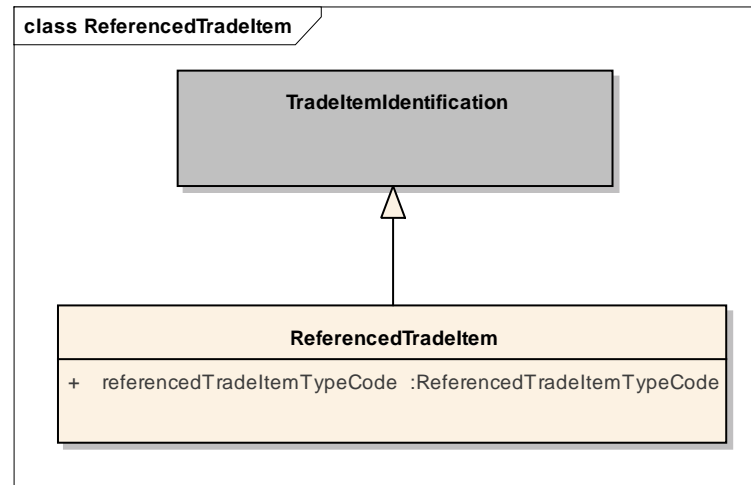 class ReferencedTradeItem
TradeItemIdentification
ReferencedTradeItem
+ referencedTradeItemTypeCode :ReferencedTradeItemTypeCode